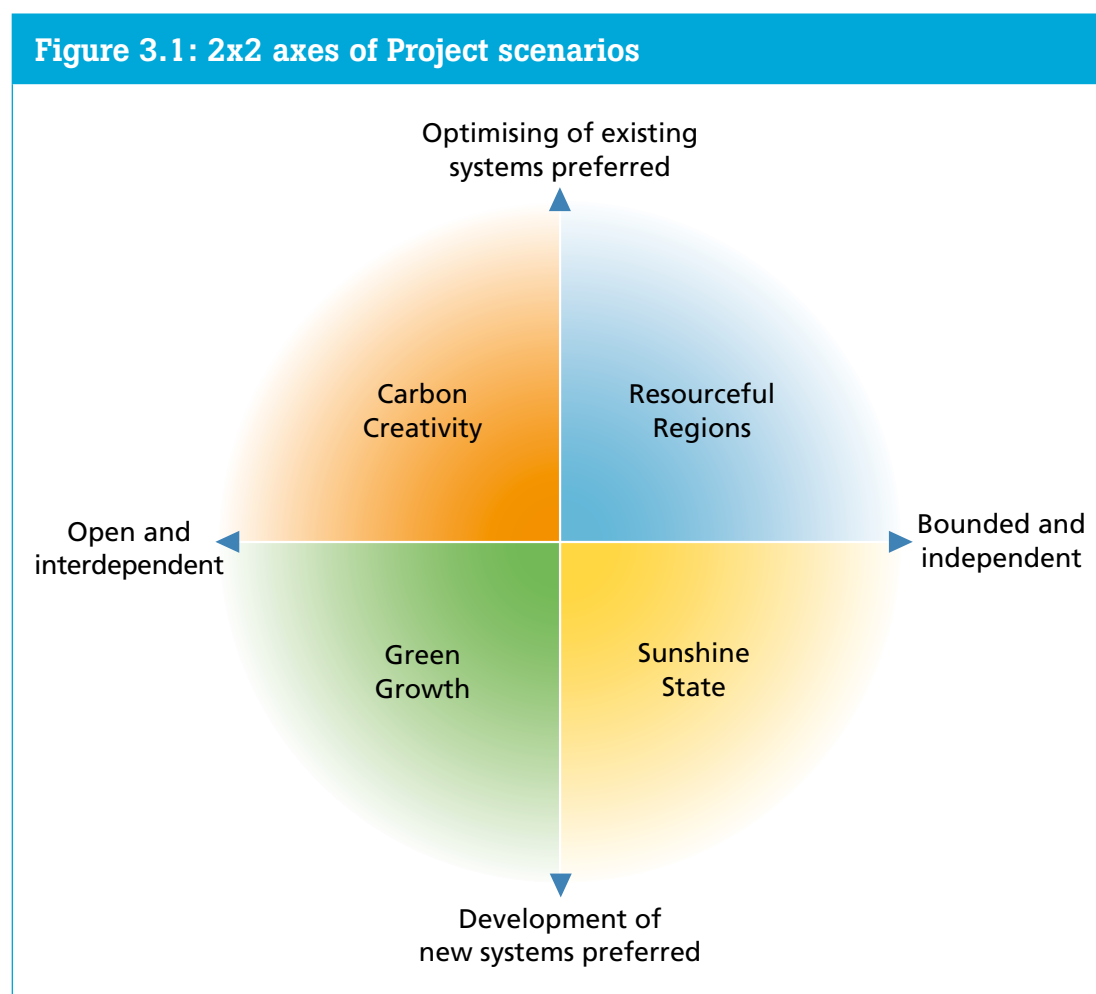 Figure 3.1: 2x2 axes of Project scenarios
Optimising of existing
systems preferred
Carbon
Creativity
Resourceful
Regions
Open and
interdependent
Bounded and
independent
Green
Growth
Sunshine
State
Development of
new systems preferred